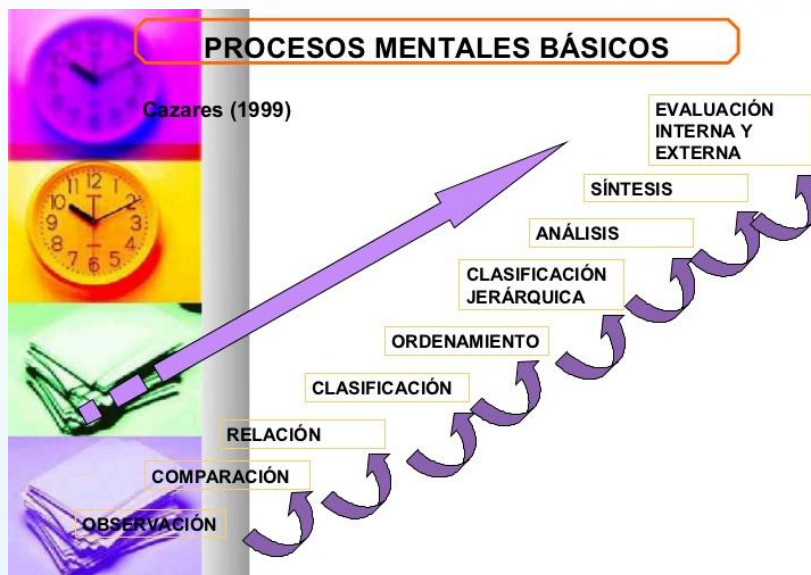 PROCESOS MENTALES BÁSICOS
Cazares (1999)
EVALUACIÓN
INTERNA Y
EXTERNA
SÍNTESIS
ANÁLISIS
CLASIFICACIÓN
JERÁRQUICA
ORDENAMIENTO
CLASIFICACIÓN
RELACIÓN
COMPARACIÓN
OBSERVACIÓN